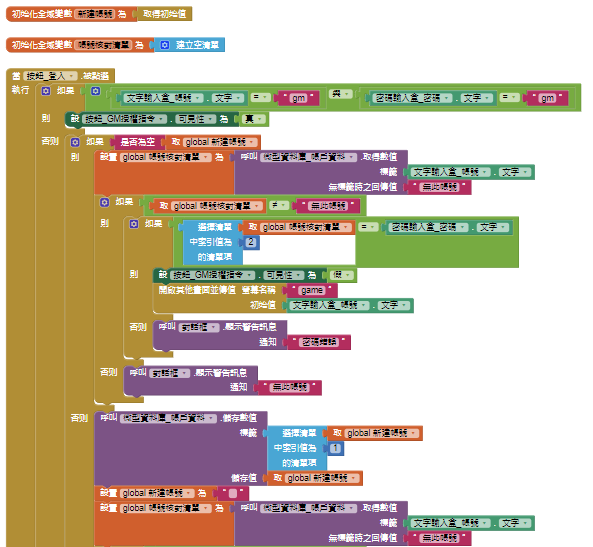 初始化全域變數 新建帳號 為 取得初始值
初始化全域變數 帳號核對清單 為 建立空清單
當 按鈕_登入 .被點選
執行 如果 文字輸入盒_帳號 . 文字 = " gm " 與 密碼輸入盒_密碼 . 文字 = " gm "
則 設 按鈕_GM授權指令 . 可見性 為 真
否則 如果 是否為空 取 global 新建帳號
則 設置 global 帳號核對清單 為 呼叫 微型資料庫_帳戶資料 .取得數值
標籤 文字輸入盒_帳號 . 文字
無標籤時之回傳值 " 無此帳號 "
如果 取 global 帳號核對清單 ≠ " 無此帳號 "
則 如果 選擇清單 取 global 帳號核對清單 = 密碼輸入盒_密碼 . 文字
中索引值為 2
的清單項
則 設 按鈕_GM授權指令 . 可見性 為 假
開啟其他畫面並傳值 螢幕名稱 " game "
初始值 文字輸入盒_帳號 . 文字
否則 呼叫 對話框 .顯示警告訊息
通知 " 密碼錯誤 "
否則 呼叫 對話框 .顯示警告訊息
通知 " 無此帳號 "
否則 呼叫 微型資料庫_帳戶資料 .儲存數值
標籤 選擇清單 取 global 新建帳號
中索引值為 1
的清單項
儲存值 取 global 新建帳號
設置 global 新建帳號 為 " "
設置 global 帳號核對清單 為 呼叫 微型資料庫_帳戶資料 .取得數值
標籤 文字輸入盒_帳號 . 文字
無標籤時之回傳值 " 無此帳號 "